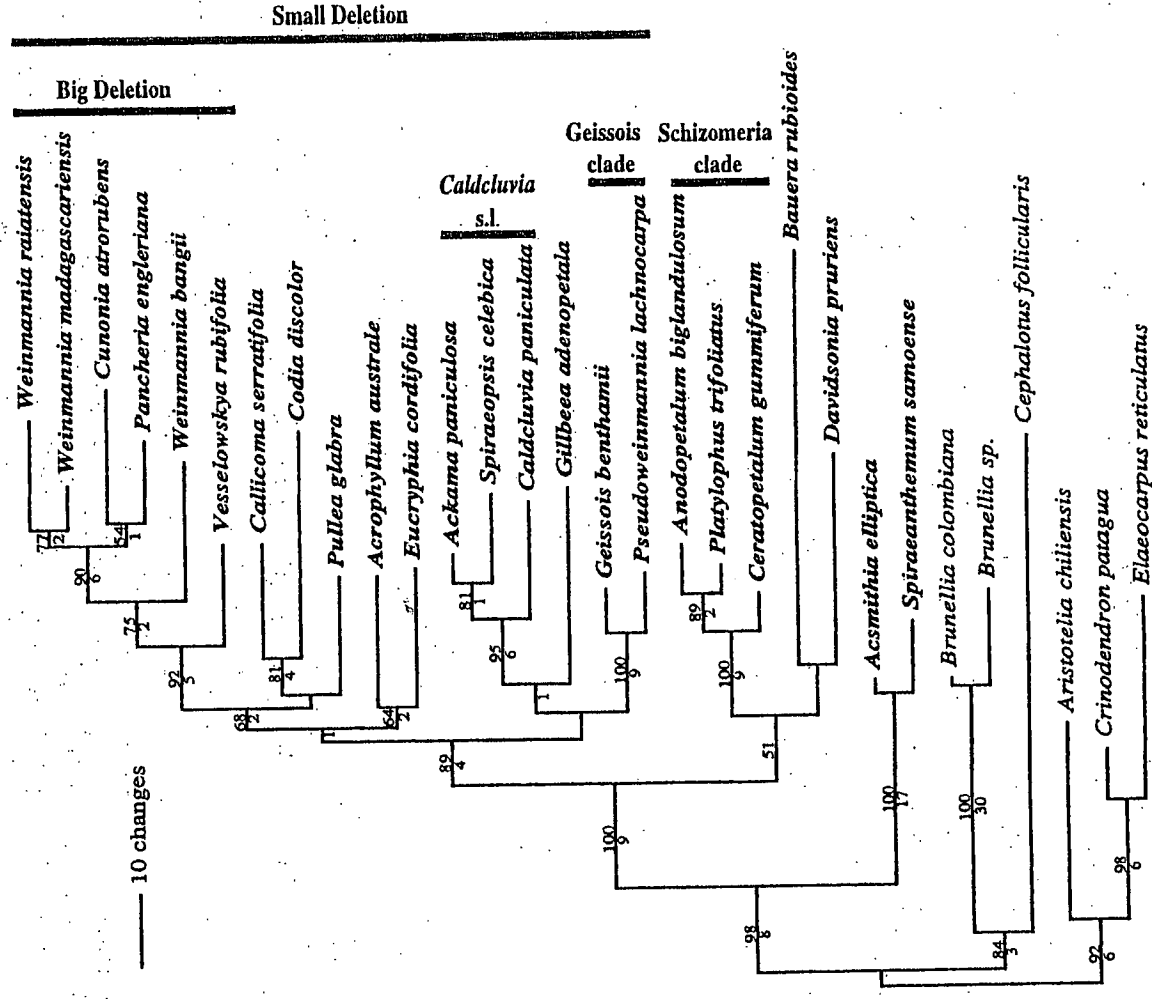 Small Deletion
Big Deletion
Geissois
clade
Schizomeria
clade
Caldcluvia
s.l.
Weinmannia raiatensis
Weinmannia madagascariensis
Cunonia atrorubens
Pancheria engleriana
Weinmannia bangii
Vesselowskya rubifolia
Callicoma serratifolia
Codia discolor
Pullea glabra
Acrophyllum australe
Eucryphia cordifolia
Ackama paniculosa
Spiraeopsis celebica
Caldcluvia paniculata
Gillbeea adenopetala
Geissois benthamii
Pseudoweinmannia lachnocarpa
Anodopetalum biglandulosum
Platylophus trifoliatus
Ceratopetalum gummiferum
Bauera rubioides
Davidsonia pruriens
Acsmithia elliptica
Spiraeanthemum samoense
Brunellia colombiana
Brunellia sp.
Cephalotus follicularis
Aristotelia chiliensis
Crinodendron patagua
Elaeocarpus reticulatus
77
2
54
1
90
6
75
2
92
5
81
4
68
2
64
2
1
81
1
95
6
1
100
9
89
2
100
9
89
4
51
100
9
100
17
100
30
98
8
84
3
98
6
92
6
10 changes